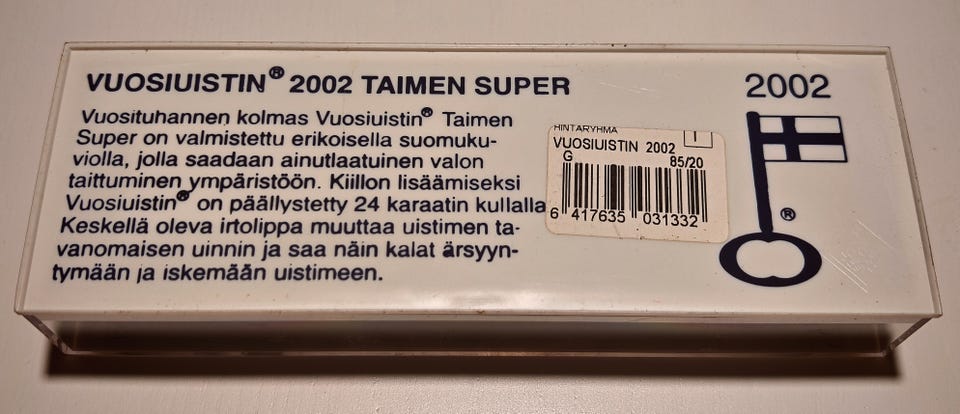 VUOSIUISTIN® 2002 TAIMEN SUPER
Vuosituhannen kolmas Vuosiuistin® Taimen
Super on valmistettu erikoisella suomuku-
violla, jolla saadaan ainutlaatuinen valon
taittuminen ympäristöön. Kiillon lisäämiseksi
Vuosiuistin® on päällystetty 24 karaatin kullalla
Keskellä oleva irtolippa muuttaa uistimen ta-
vanomaisen uinnin ja saa näin kalat ärsyyn-
tymään ja iskemään uistimeen.
HINTARYHMÄ
VUOSIUISTIN 2002
G 85/20
6 417635 031332
2002
®